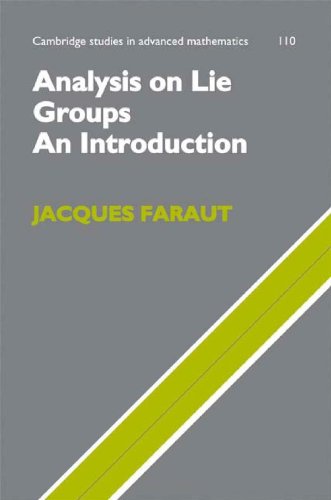 Cambridge studies in advanced mathematics 110
Analysis on Lie
Groups
An Introduction
JACQUES FARAUT